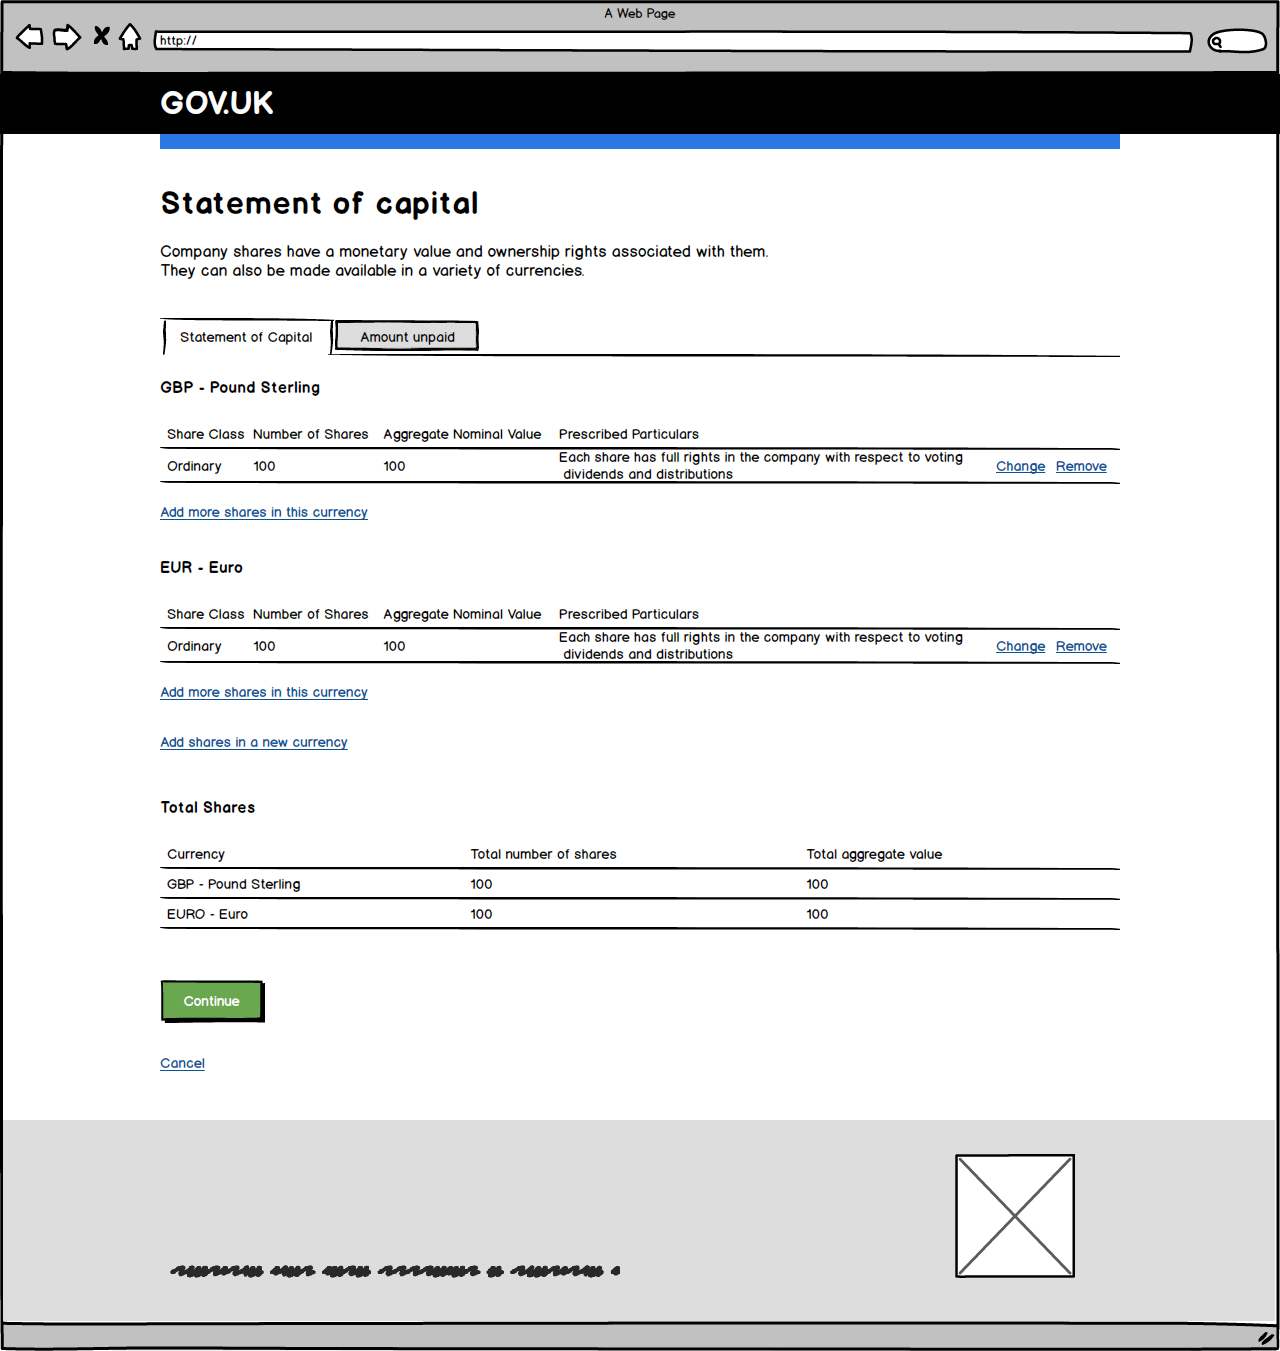 A Web Page
http://
GOV.UK
Statement of capital
Company shares have a monetary value and ownership rights associated with them.
They can also be made available in a variety of currencies.
Statement of Capital Amount unpaid
GBP - Pound Sterling
Share Class Number of Shares Aggregate Nominal Value Prescribed Particulars
Ordinary 100 100 Each share has full rights in the company with respect to voting
dividends and distributions Change Remove
Add more shares in this currency
EUR - Euro
Share Class Number of Shares Aggregate Nominal Value Prescribed Particulars
Ordinary 100 100 Each share has full rights in the company with respect to voting
dividends and distributions Change Remove
Add more shares in this currency
Add shares in a new currency
Total Shares
Currency Total number of shares Total aggregate value
GBP - Pound Sterling 100 100
EURO - Euro 100 100
Continue
Cancel